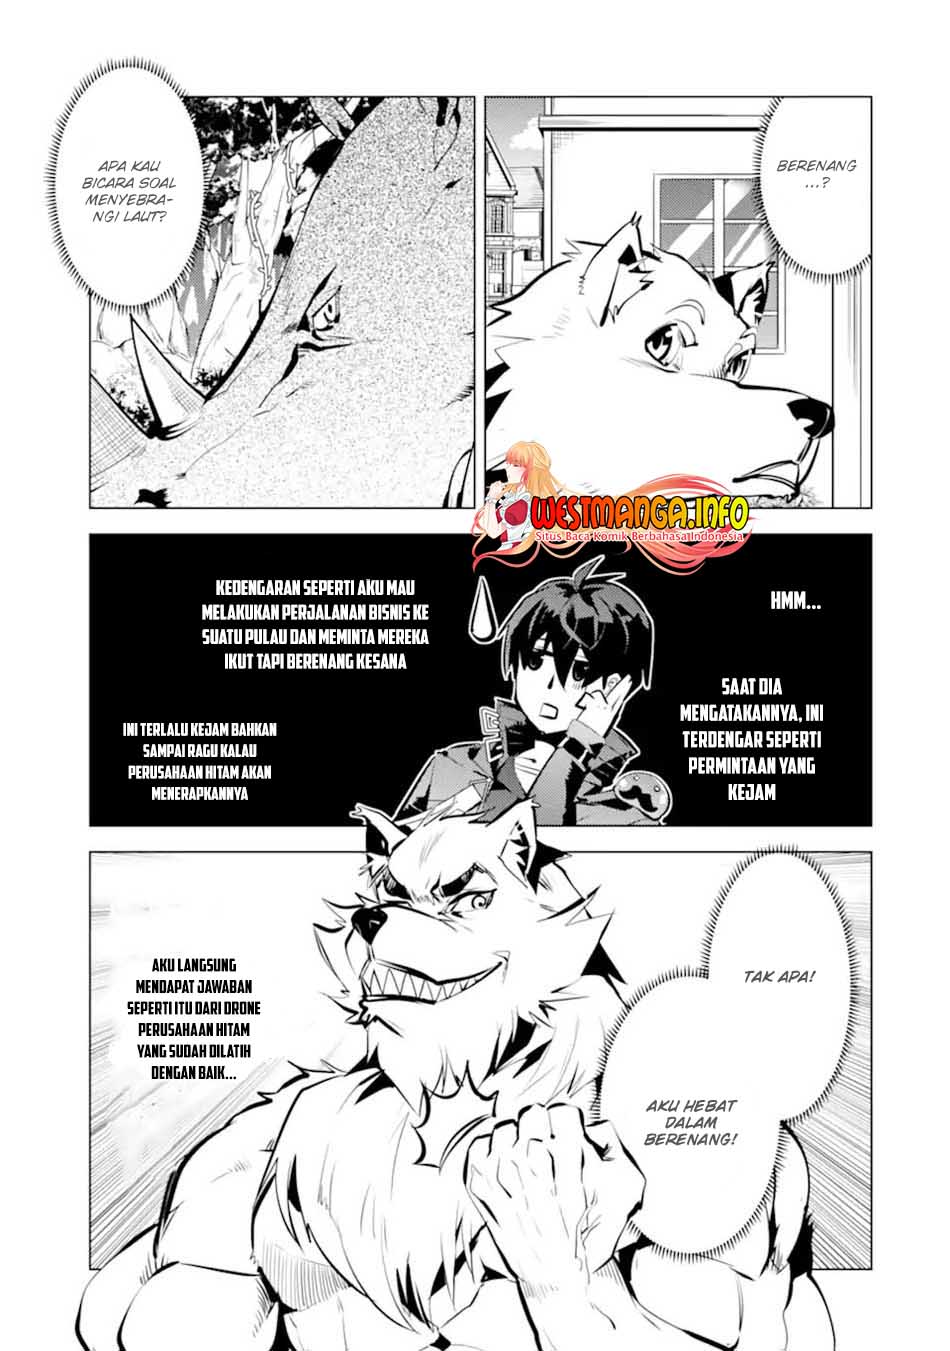 BERENANG
...?
APA KAU
BICARA SOAL
MENYEBRA-
NGI LAUT?
WESTMANGA.INFO
Situs Baca Komik Berbahasa Indonesia
HMM...
SAAT DIA
MENGATAKANNYA, INI
TERDENGAR SEPERTI
PERMINTAAN YANG
KEJAM
KEDENGARAN SEPERTI AKU MAU
MELAKUKAN PERJALANAN BISNIS KE
SUATU PULAU DAN MEMINTA MEREKA
IKUT TAPI BERENANG KESANA
INI TERLALU KEJAM BAHKAN
SAMPAI RAGU KALAU
PERUSAHAAN HITAM AKAN
MENERAPKANNYA
TAK APA!
AKU HEBAT
DALAM
BERENANG!
AKU LANGSUNG
MENDAPAT JAWABAN
SEPERTI ITU DARI DRONE
PERUSAHAAN HITAM
YANG SUDAH DILATIH
DENGAN BAIK...